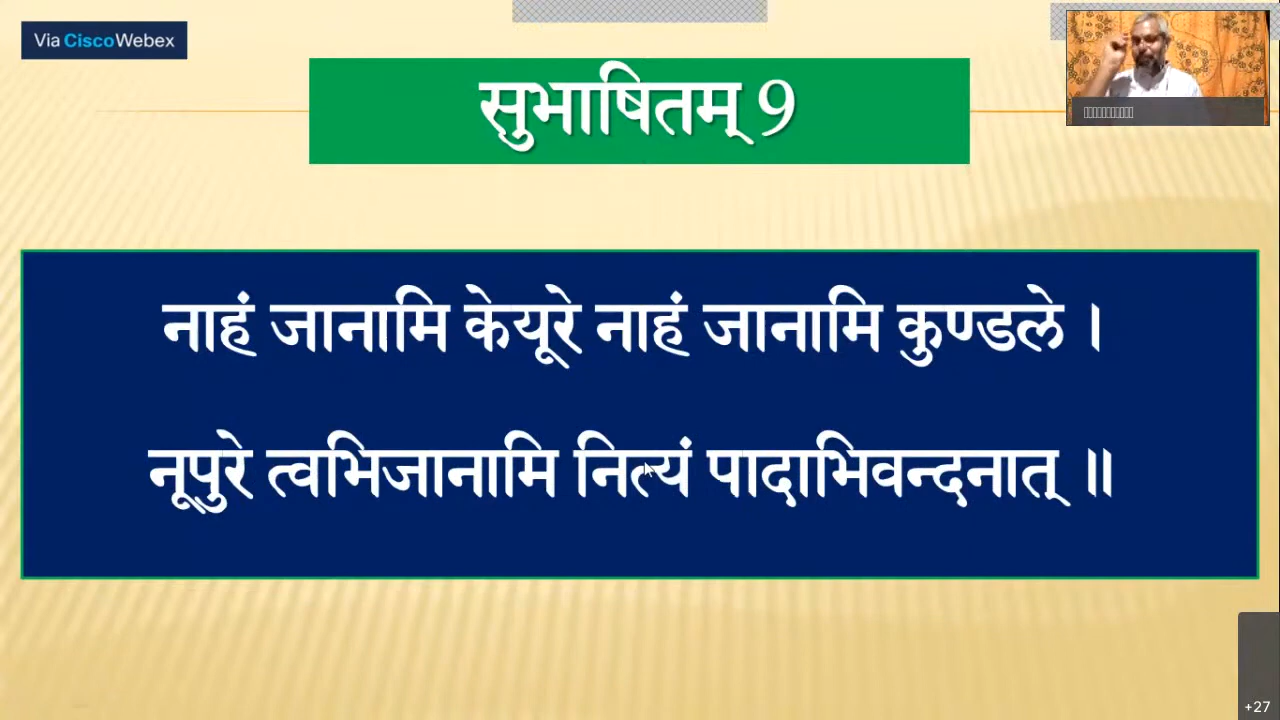 Via CiscoWebex
सुभाषितम् 9
नाहं जानामि केयूरे नाहं जानामि कुण्डले ।
नूपुरे त्वभिजानामि नित्यं पादाभिवन्दनात् ॥
+27